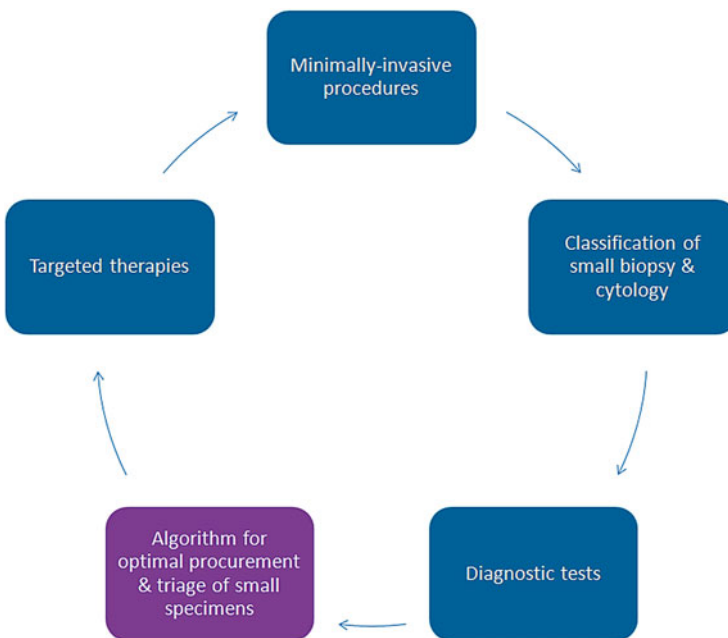 Minimally-invasive
procedures
Classification of
small biopsy &
cytology
Diagnostic tests
Algorithm for
optimal procurement
& triage of small
specimens
Targeted therapies